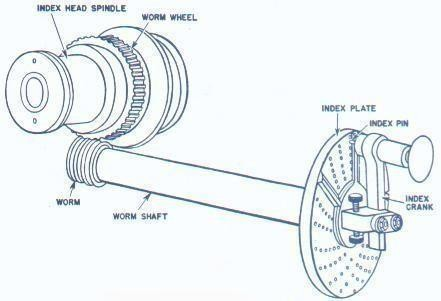 INDEX HEAD SPINDLE
WORM WHEEL
INDEX PLATE
INDEX PIN
INDEX
CRANK
WORM
WORM SHAFT